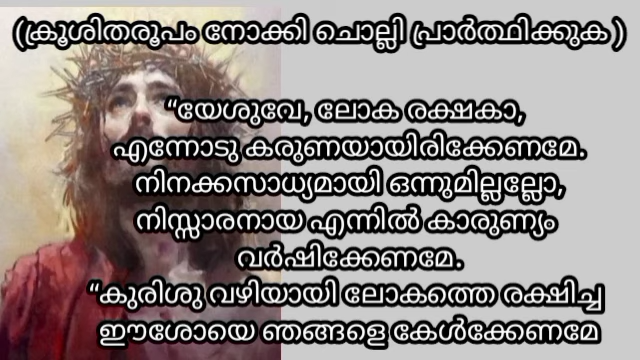 (ക്രൂശിതരൂപം നോക്കി ചൊല്ലി പ്രാർത്ഥിക്കുക )
“യേശുവേ, ലോക രക്ഷകാ,
എന്നോടു കരുണയായിരിക്കേണമേ.
നിനക്കസാധ്യമായി ഒന്നുമില്ലല്ലോ,
നിസ്സാരനായ എന്നിൽ കാരുണ്യം
വർഷിക്കേണമേ.
“കുരിശു വഴിയായി ലോകത്തെ രക്ഷിച്ച
ഈശോയെ ഞങ്ങളെ കേൾക്കേണമേ